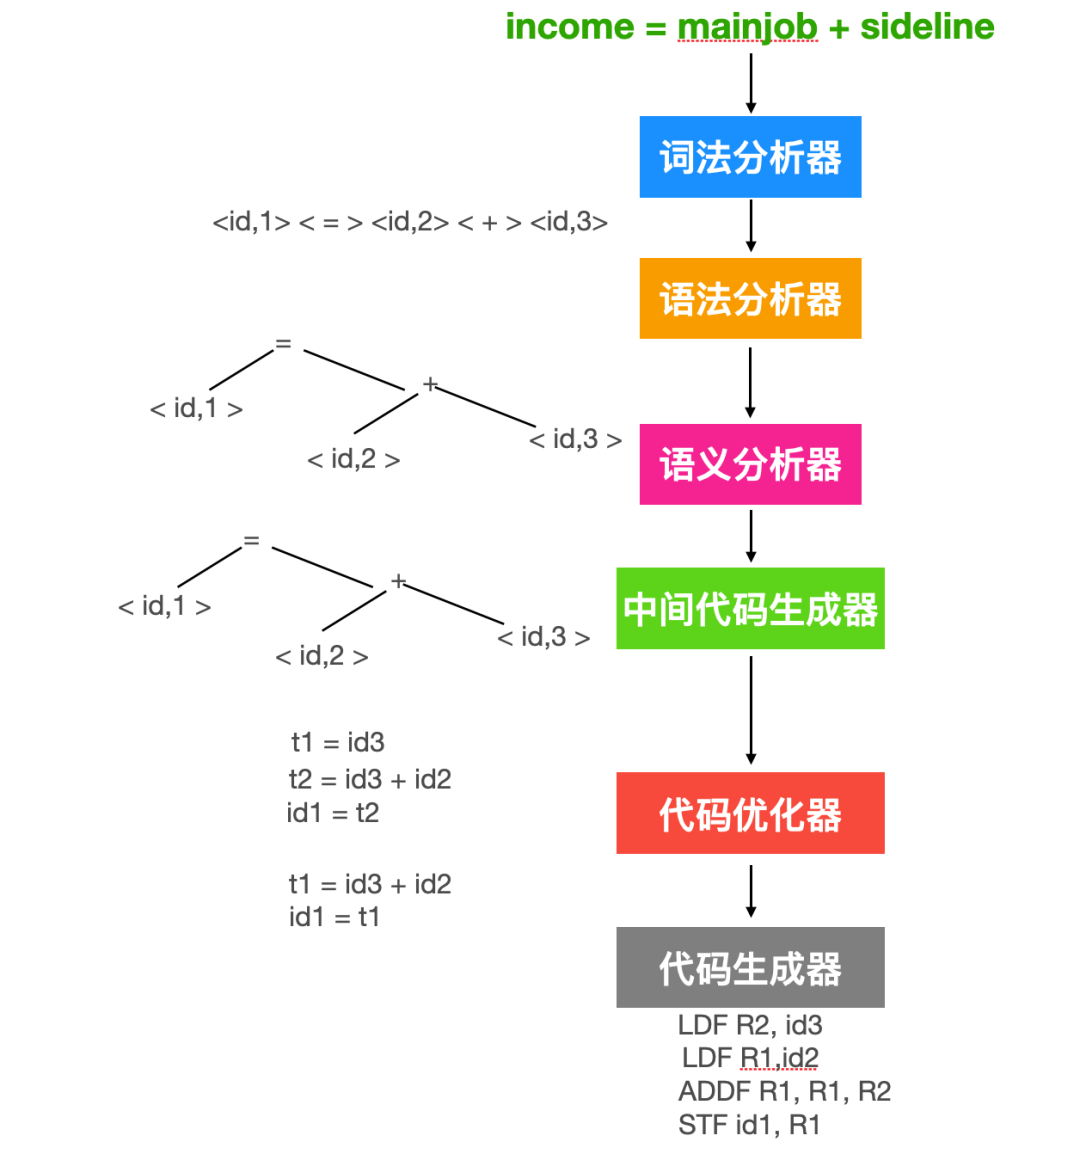 income = mainjob + sideline
词法分析器
<id,1> < = > <id,2> < + > <id,3>
语法分析器
=
+
< id,1 >
< id,3 >
< id,2 >
语义分析器
=
+
< id,1 >
< id,3 >
< id,2 >
中间代码生成器
t1 = id3
t2 = id3 + id2
id1 = t2
代码优化器
t1 = id3 + id2
id1 = t1
代码生成器
LDF R2, id3
LDF R1,id2
ADDF R1, R1, R2
STF id1, R1